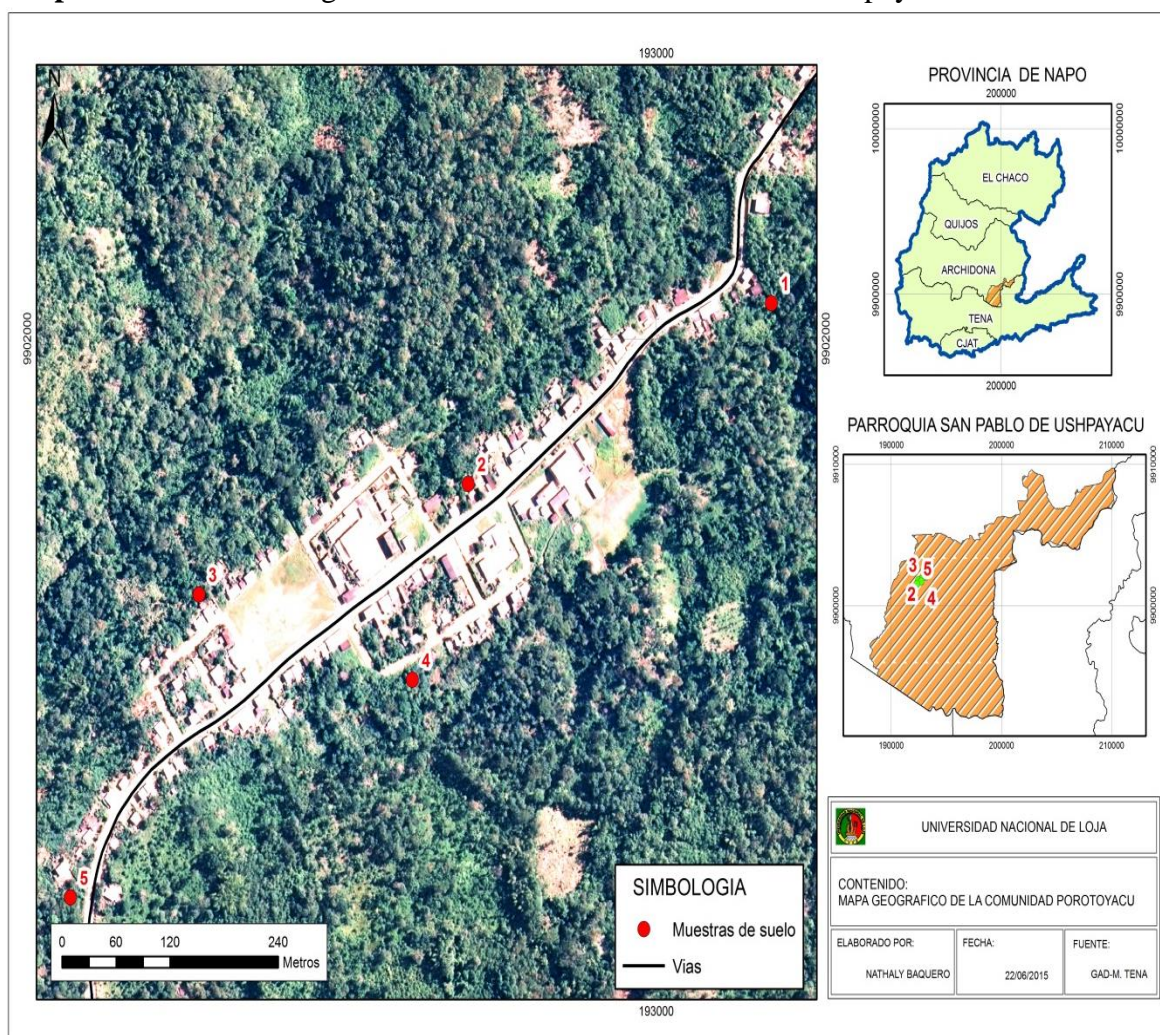 193000
N
9902000
9902000
1
2
3
4
5
0 60 120 240
Metros
SIMBOLOGIA
Muestras de suelo
Vias
193000
PROVINCIA DE NAPO
200000
10000000
10000000
EL CHACO
QUIJOS
ARCHIDONA
9900000
9900000
TENA
CJAT
200000
PARROQUIA SAN PABLO DE USHPAYACU
190000 200000 210000
9910000
9910000
3 5
2 4
9900000
9900000
190000 200000 210000
UNIVERSIDAD NACIONAL DE LOJA
CONTENIDO:
MAPA GEOGRAFICO DE LA COMUNIDAD POROTOYACU
ELABORADO POR:
NATHALY BAQUERO
FECHA:
22/06/2015
FUENTE:
GAD-M. TENA